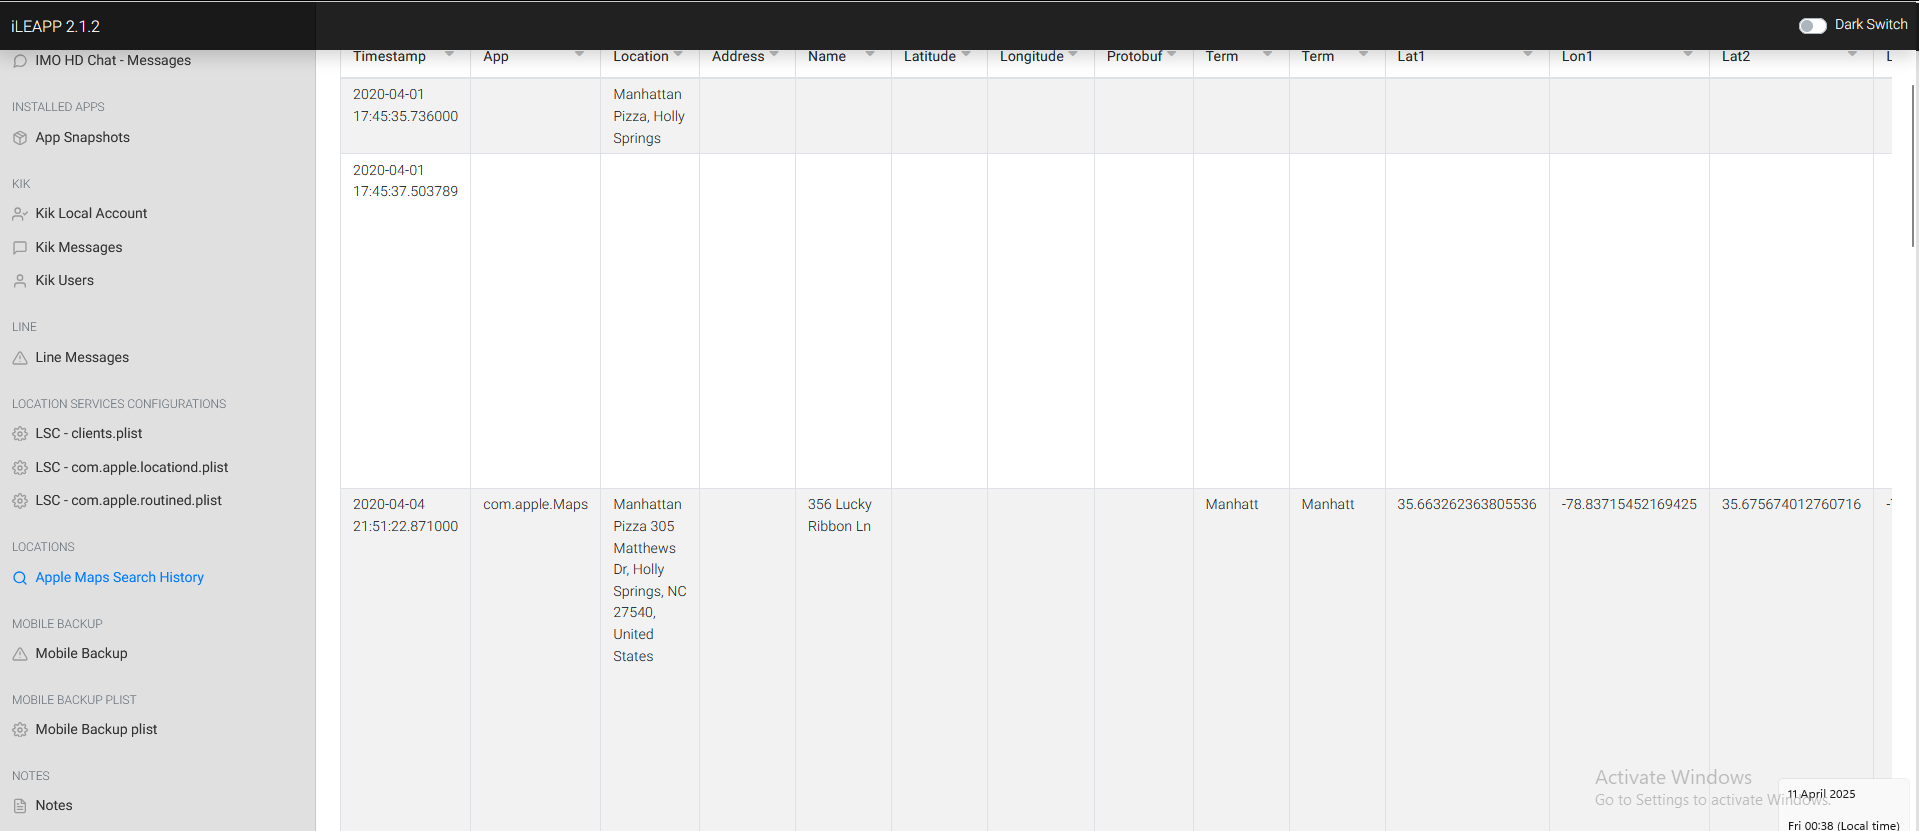 iLEAPP 2.1.2
Dark Switch
IMO HD Chat - Messages
INSTALLED APPS
App Snapshots
KIK
Kik Local Account
Kik Messages
Kik Users
LINE
Line Messages
LOCATION SERVICES CONFIGURATIONS
LSC - clients.plist
LSC - com.apple.locationd.plist
LSC - com.apple.routined.plist
LOCATIONS
Apple Maps Search History
MOBILE BACKUP
Mobile Backup
MOBILE BACKUP PLIST
Mobile Backup plist
NOTES
Notes
Timestamp App Location Address Name Latitude Longitude Protobuf Term Term Lat1 Lon1 Lat2
2020-04-01
17:45:35.736000
Manhattan
Pizza, Holly
Springs
2020-04-01
17:45:37.503789
2020-04-04
21:51:22.871000
com.apple.Maps
Manhattan
Pizza 305
Matthews
Dr, Holly
Springs, NC
27540,
United
States
356 Lucky
Ribbon Ln
Manhatt
Manhatt
35.663262363805536
-78.83715452169425
35.675674012760716
Activate Windows
Go to Settings to activate Windows.
11 April 2025
Fri 00:38 (Local time)